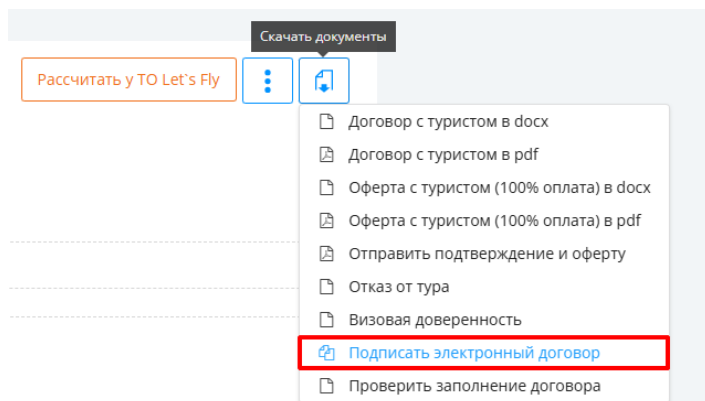 Скачать документы
Рассчитать у ТО Let`s Fly
Договор с туристом в docx
Договор с туристом в pdf
Оферта с туристом (100% оплата) в docx
Оферта с туристом (100% оплата) в pdf
Отправить подтверждение и оферту
Отказ от тура
Визовая доверенность
Подписать электронный договор
Проверить заполнение договора